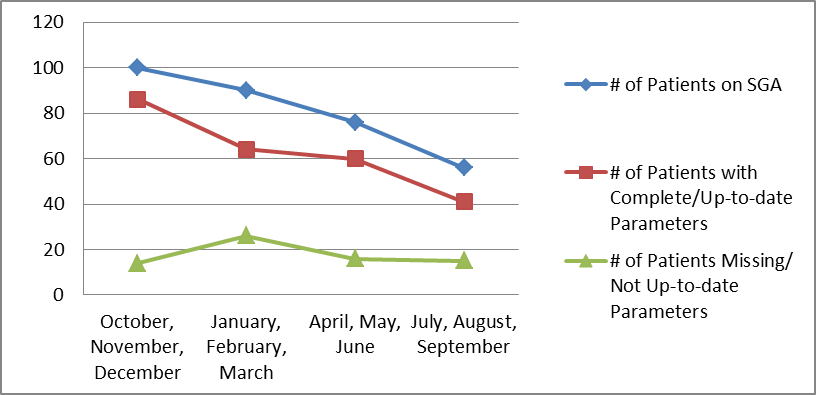 120
100
80
60
40
20
0
October,
November,
December
January,
February,
March
April, May,
June
July, August,
September
# of Patients on SGA
# of Patients with
Complete/Up-to-date
Parameters
# of Patients Missing/
Not Up-to-date
Parameters